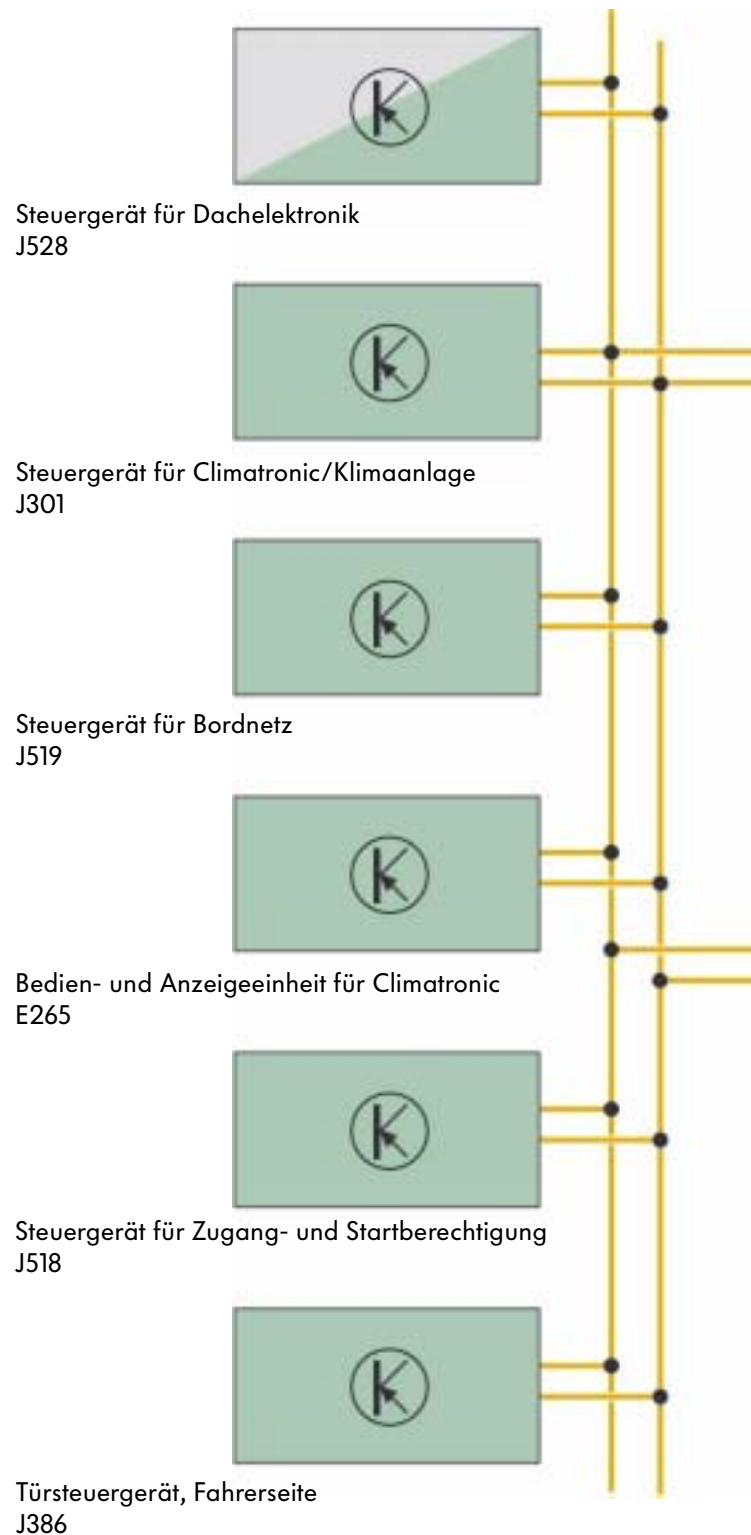 Steuergerät für Dachelektronik
J528
Steuergerät für Climatronic/Klimaanlage
J301
Steuergerät für Bordnetz
J519
Bedien- und Anzeigeeinheit für Climatronic
E265
Steuergerät für Zugang- und Startberechtigung
J518
Türsteuergerät, Fahrerseite
J386